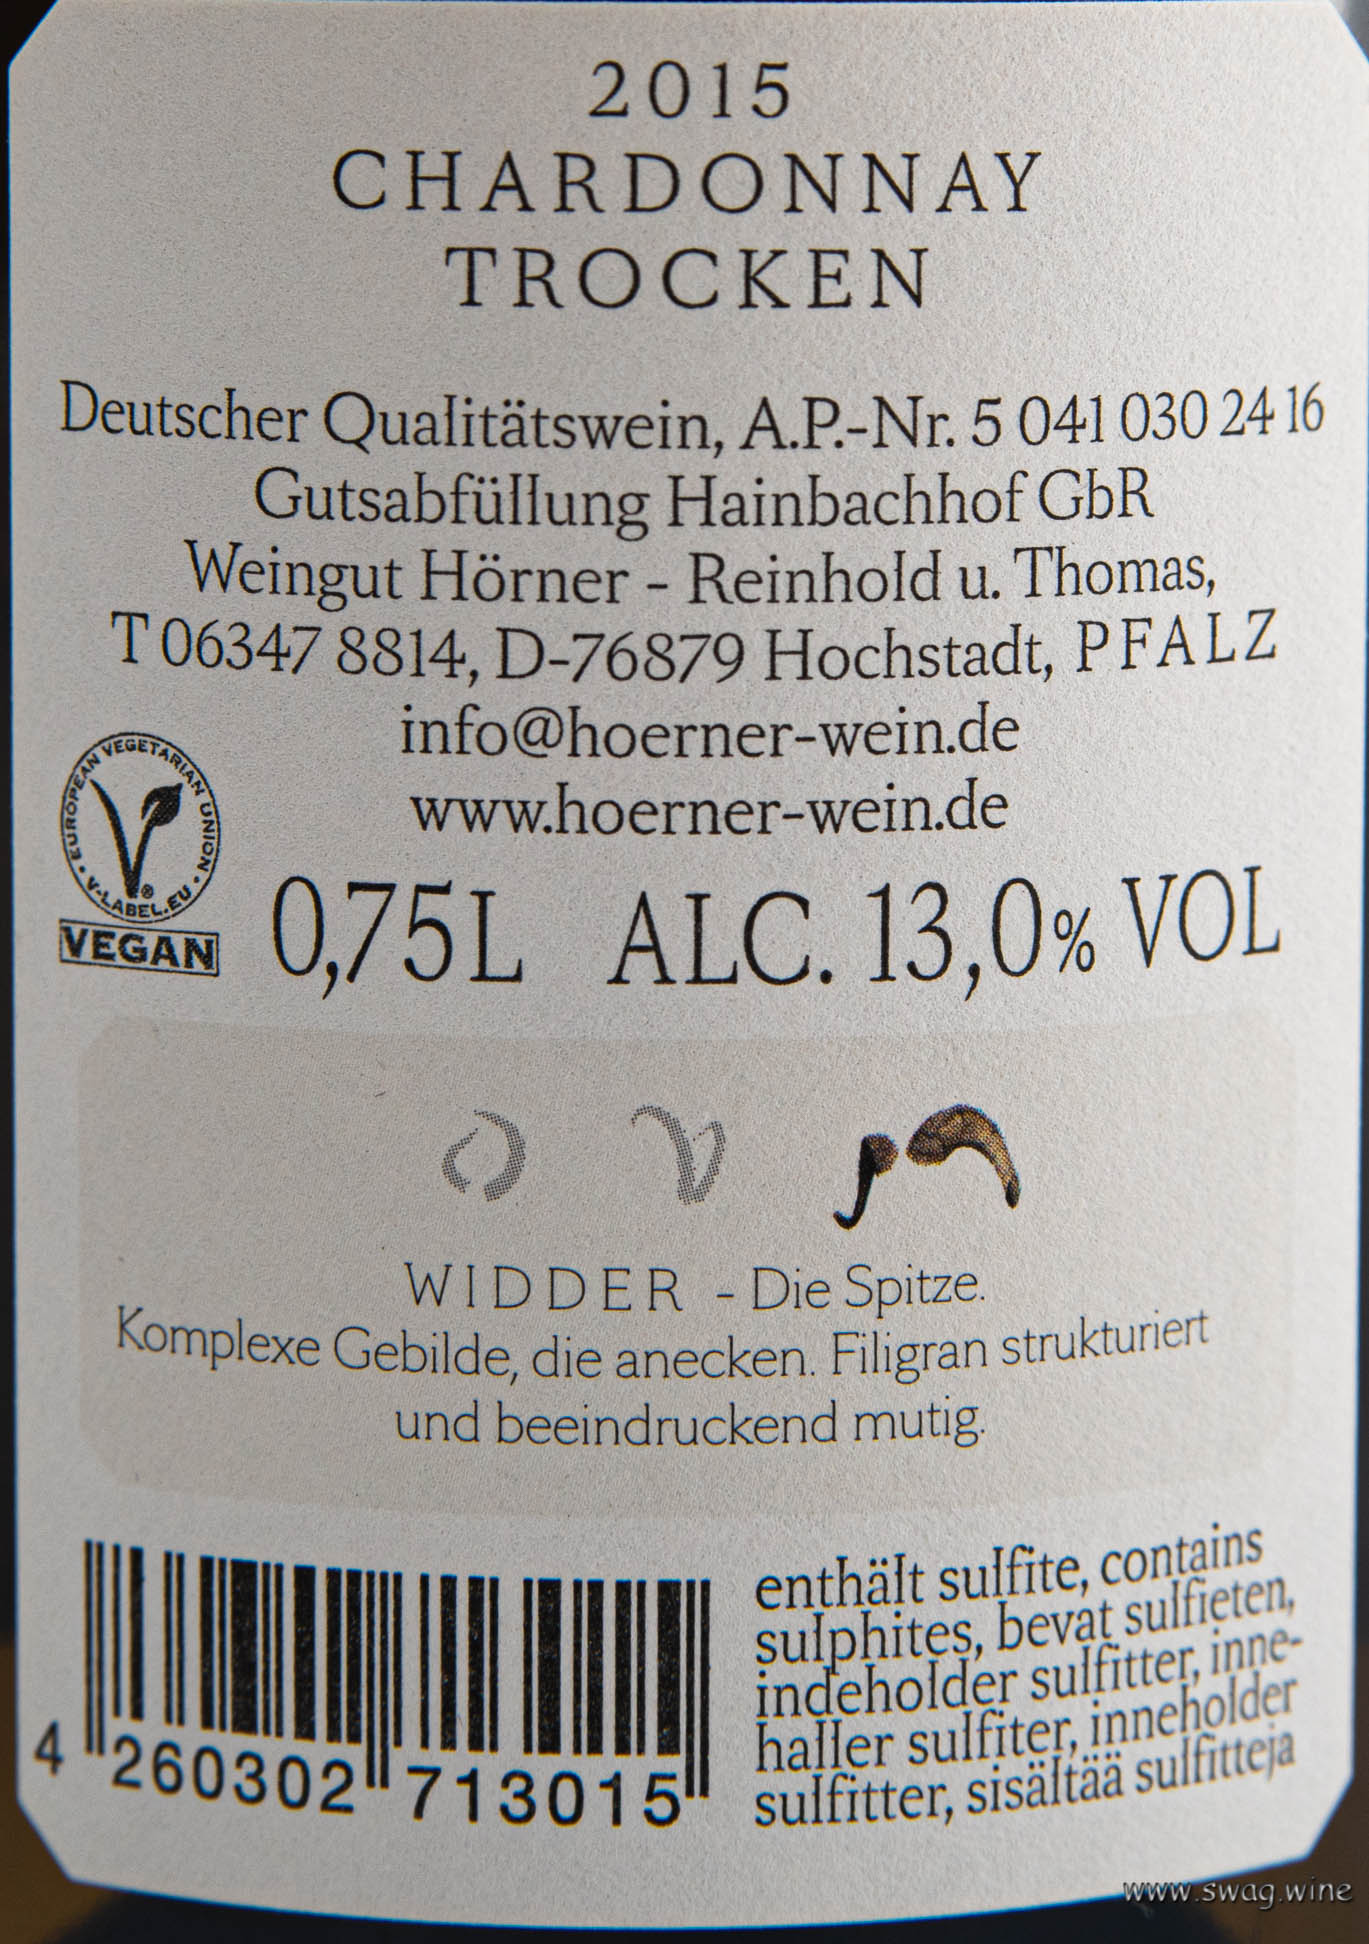 2015
CHARDONNAY
TROCKEN
Deutscher Qualitätswein, A.P.-Nr. 5 041 030 24 16
Gutsabfüllung Hainbachhof GbR
Weingut Hörner - Reinhold u. Thomas,
T 06347 8814, D-76879 Hochstadt, PFALZ
info@hoerner-wein.de
www.hoerner-wein.de
EUROPEAN VEGETARIAN UNION
V-LABEL.EU
VEGAN
0,75L ALC. 13,0% VOL
WIDDER - Die Spitze.
Komplexe Gebilde, die anecken. Filigran strukturiert
und beeindruckend mutig.
4 260302 713015
enthält sulfite, contains
sulphites, bevat sulfieten,
indeholder sulfitter, inne-
haller sulfiter, inneholder
sulfitter, sisältää sulfitteja
www.swag.wine